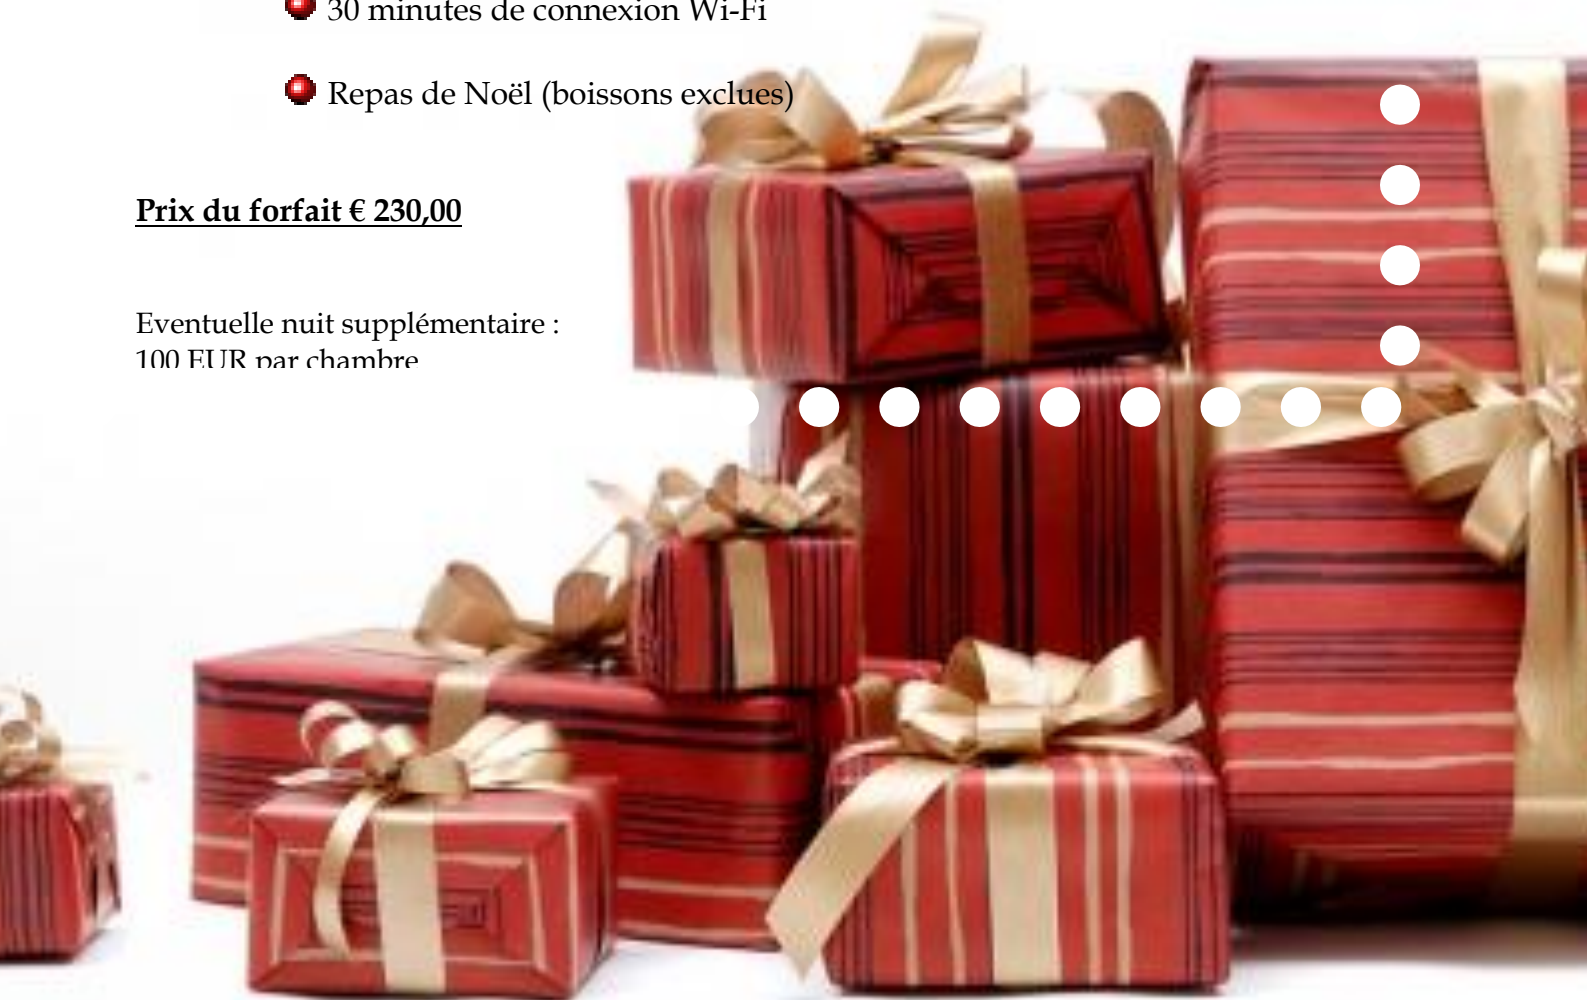 30 minutes de connexion Wi-Fi
Repas de Noël (boissons exclues)
Prix du forfait € 230,00
Eventuelle nuit supplémentaire :
100 EUR par chambre